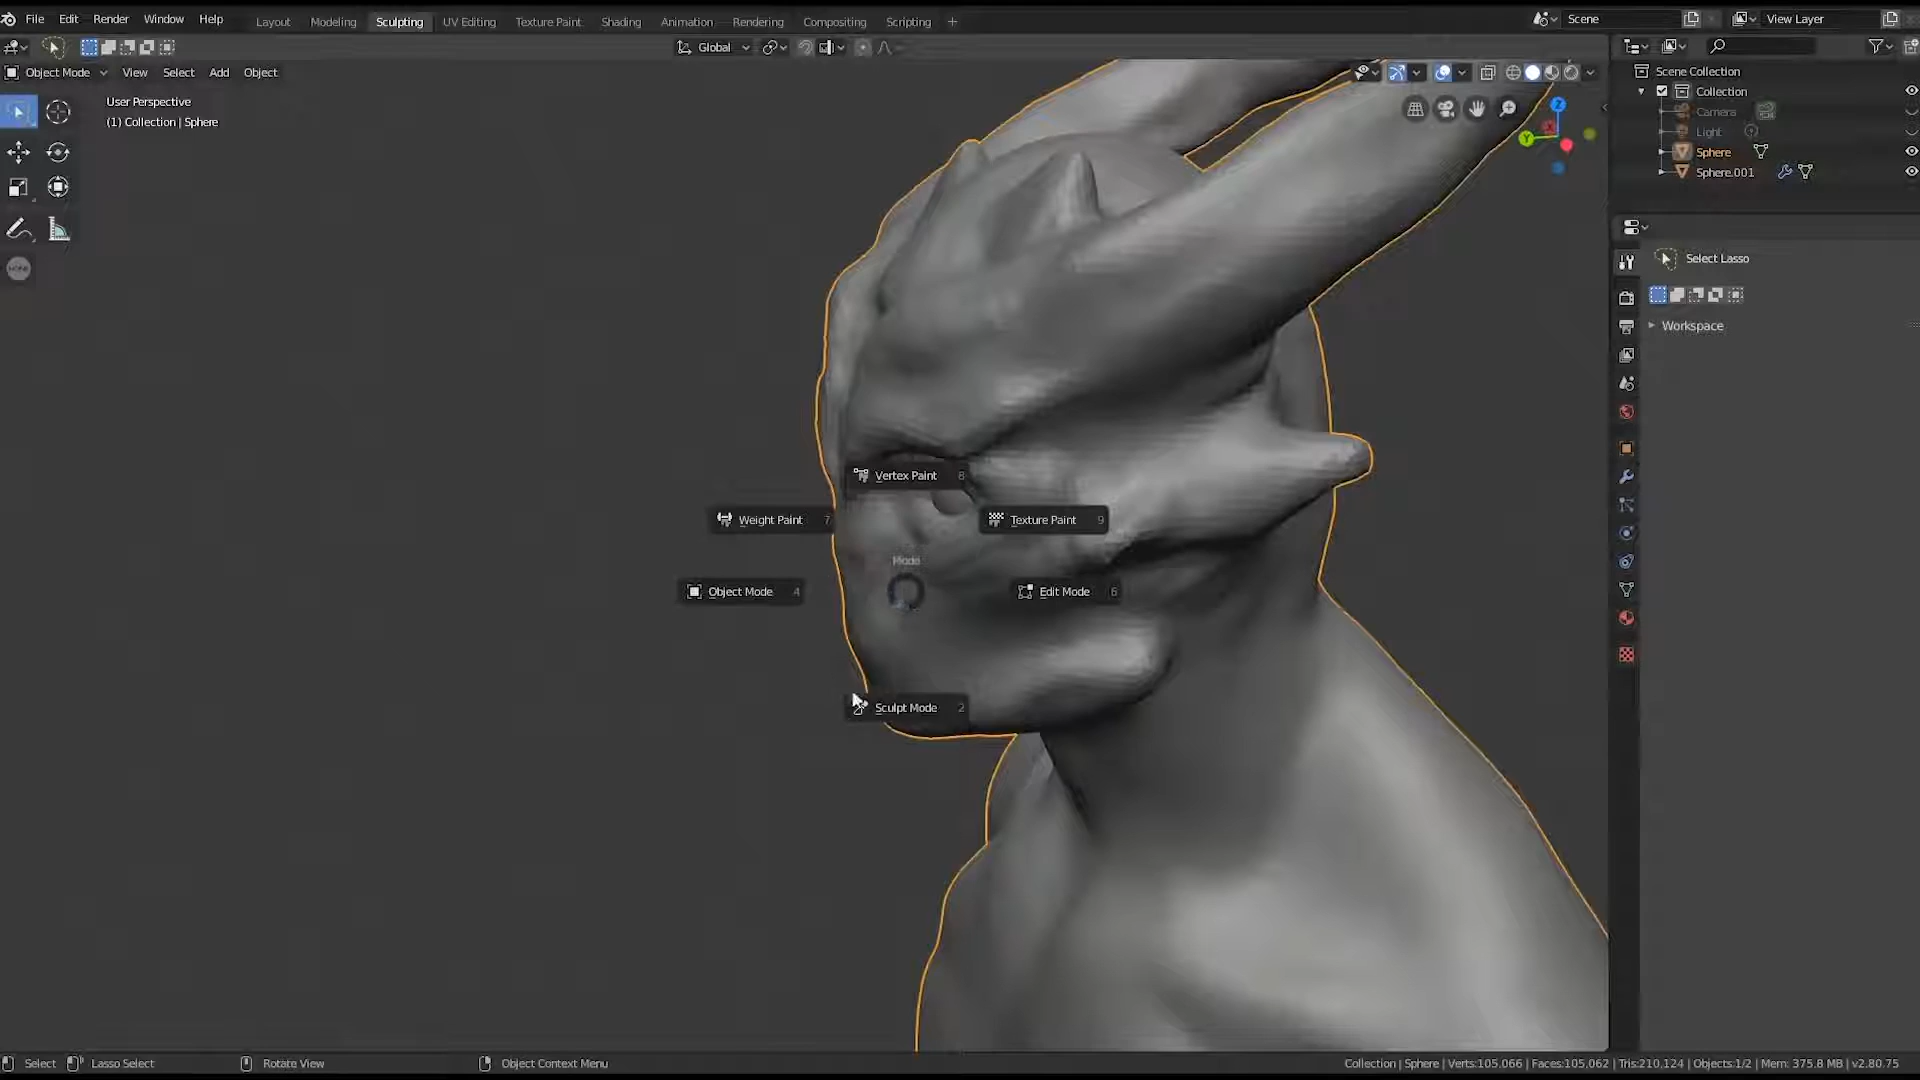 File Edit Render Window Help Layout Modeling Sculpting UV Editing Texture Paint Shading Animation Rendering Compositing Scripting + Scene View Layer
Global
Object Mode View Select Add Object
User Perspective
(1) Collection | Sphere
Z
Y
NONE
Scene Collection
Collection
Camera
Light
Sphere
Sphere.001
Select Lasso
Workspace
Vertex Paint 8
Weight Paint 7
Texture Paint 9
Mode
Object Mode 4
Edit Mode 6
Sculpt Mode 2
Select Lasso Select Rotate View Object Context Menu Collection | Sphere | Verts:105,066 | Faces:105,062 | Tris:210,124 | Objects:1/2 | Mem: 375.8 MB | v2.80.75